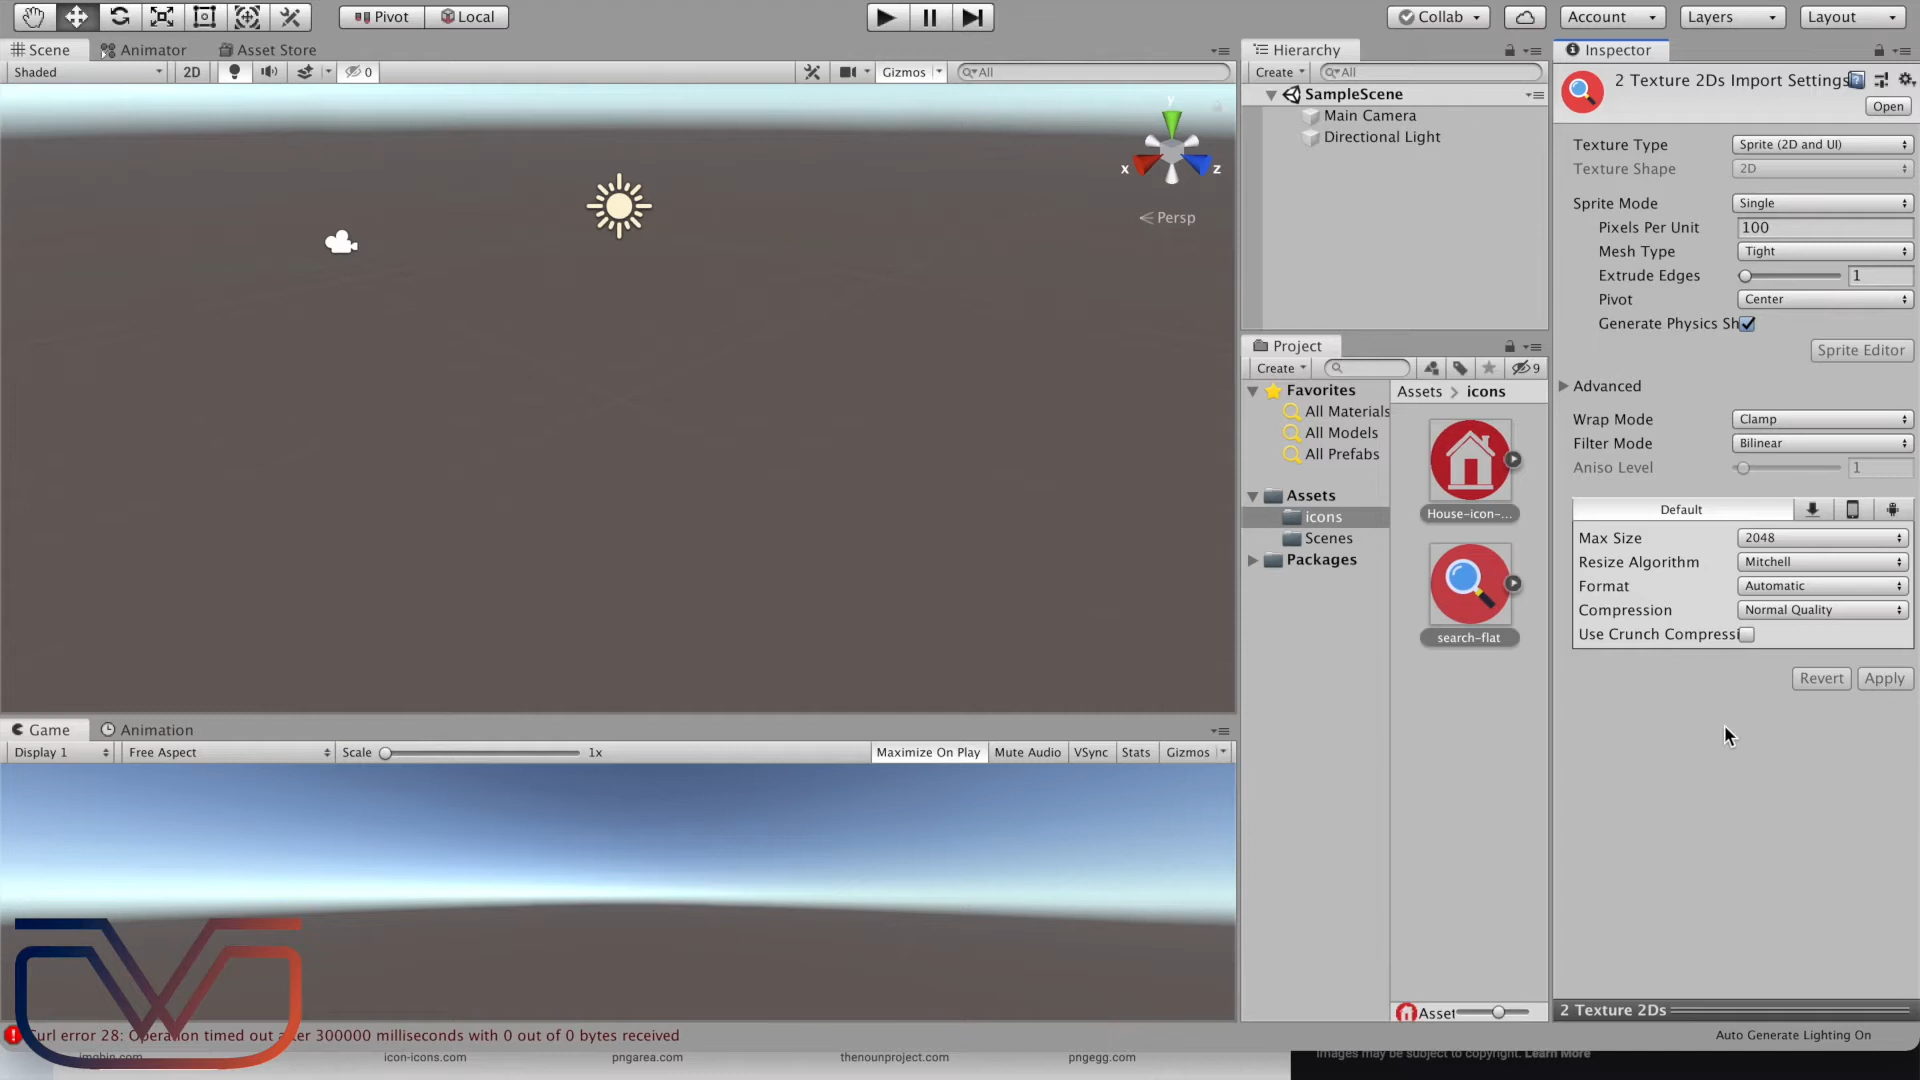 Pivot
Local
Collab
Account
Layers
Layout
Scene
Animator
Asset Store
Shaded
2D
0
Gizmos
All
y
x
z
Persp
Hierarchy
Create
All
SampleScene
Main Camera
Directional Light
Project
Create
9
Favorites
All Materials
All Models
All Prefabs
Assets
icons
Scenes
Packages
Assets > icons
House-icon-...
search-flat
Asset
Inspector
2 Texture 2Ds Import Settings
Open
Texture Type
Sprite (2D and UI)
Texture Shape
2D
Sprite Mode
Single
Pixels Per Unit
100
Mesh Type
Tight
Extrude Edges
1
Pivot
Center
Generate Physics Sh
Sprite Editor
Advanced
Wrap Mode
Clamp
Filter Mode
Bilinear
Aniso Level
1
Default
Max Size
2048
Resize Algorithm
Mitchell
Format
Automatic
Compression
Normal Quality
Use Crunch Compressi
Revert
Apply
2 Texture 2Ds
Game
Animation
Display 1
Free Aspect
Scale
1x
Maximize On Play
Mute Audio
VSync
Stats
Gizmos
url error 28: Operation timed out after 300000 milliseconds with 0 out of 0 bytes received
Auto Generate Lighting On
imgbin.com
icon-icons.com
pngarea.com
thenounproject.com
pngegg.com
Images may be subject to copyright. Learn More